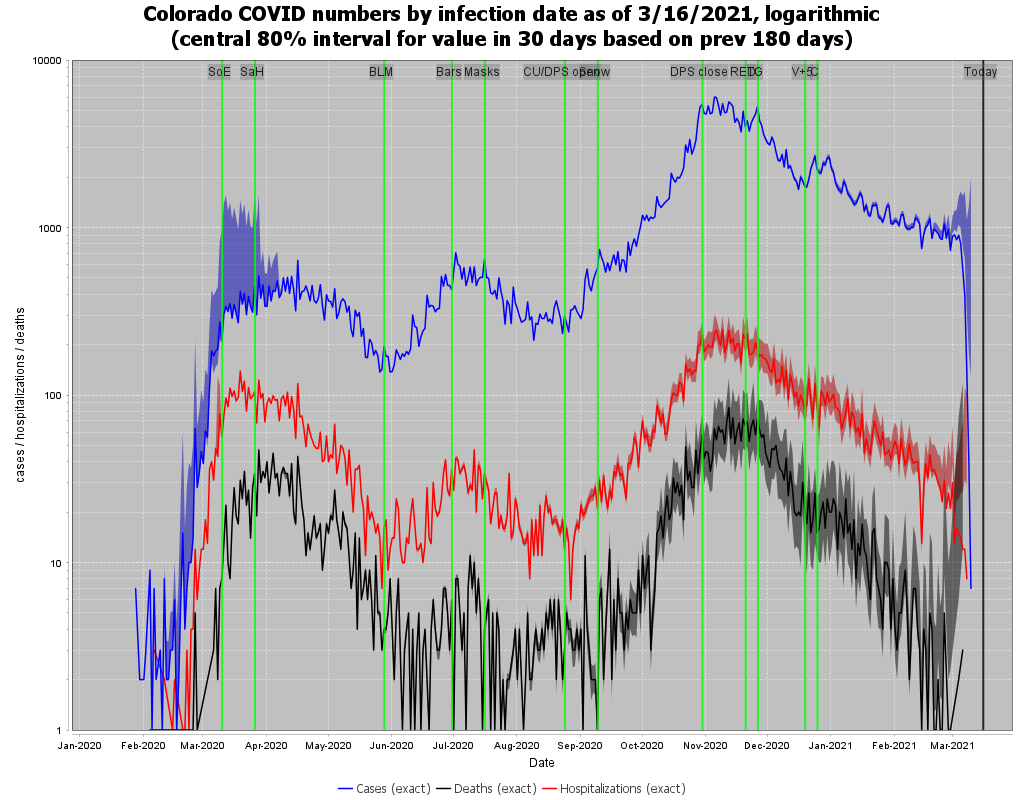 Colorado COVID numbers by infection date as of 3/16/2021, logarithmic
(central 80% interval for value in 30 days based on prev 180 days)
SoE SaH BLM Bars Masks CU/DPS open Snow DPS close RED TG V+5 C Today
10000
1000
100
10
1
cases / hospitalizations / deaths
Jan-2020 Feb-2020 Mar-2020 Apr-2020 May-2020 Jun-2020 Jul-2020 Aug-2020 Sep-2020 Oct-2020 Nov-2020 Dec-2020 Jan-2021 Feb-2021 Mar-2021
Date
Cases (exact) Deaths (exact) Hospitalizations (exact)